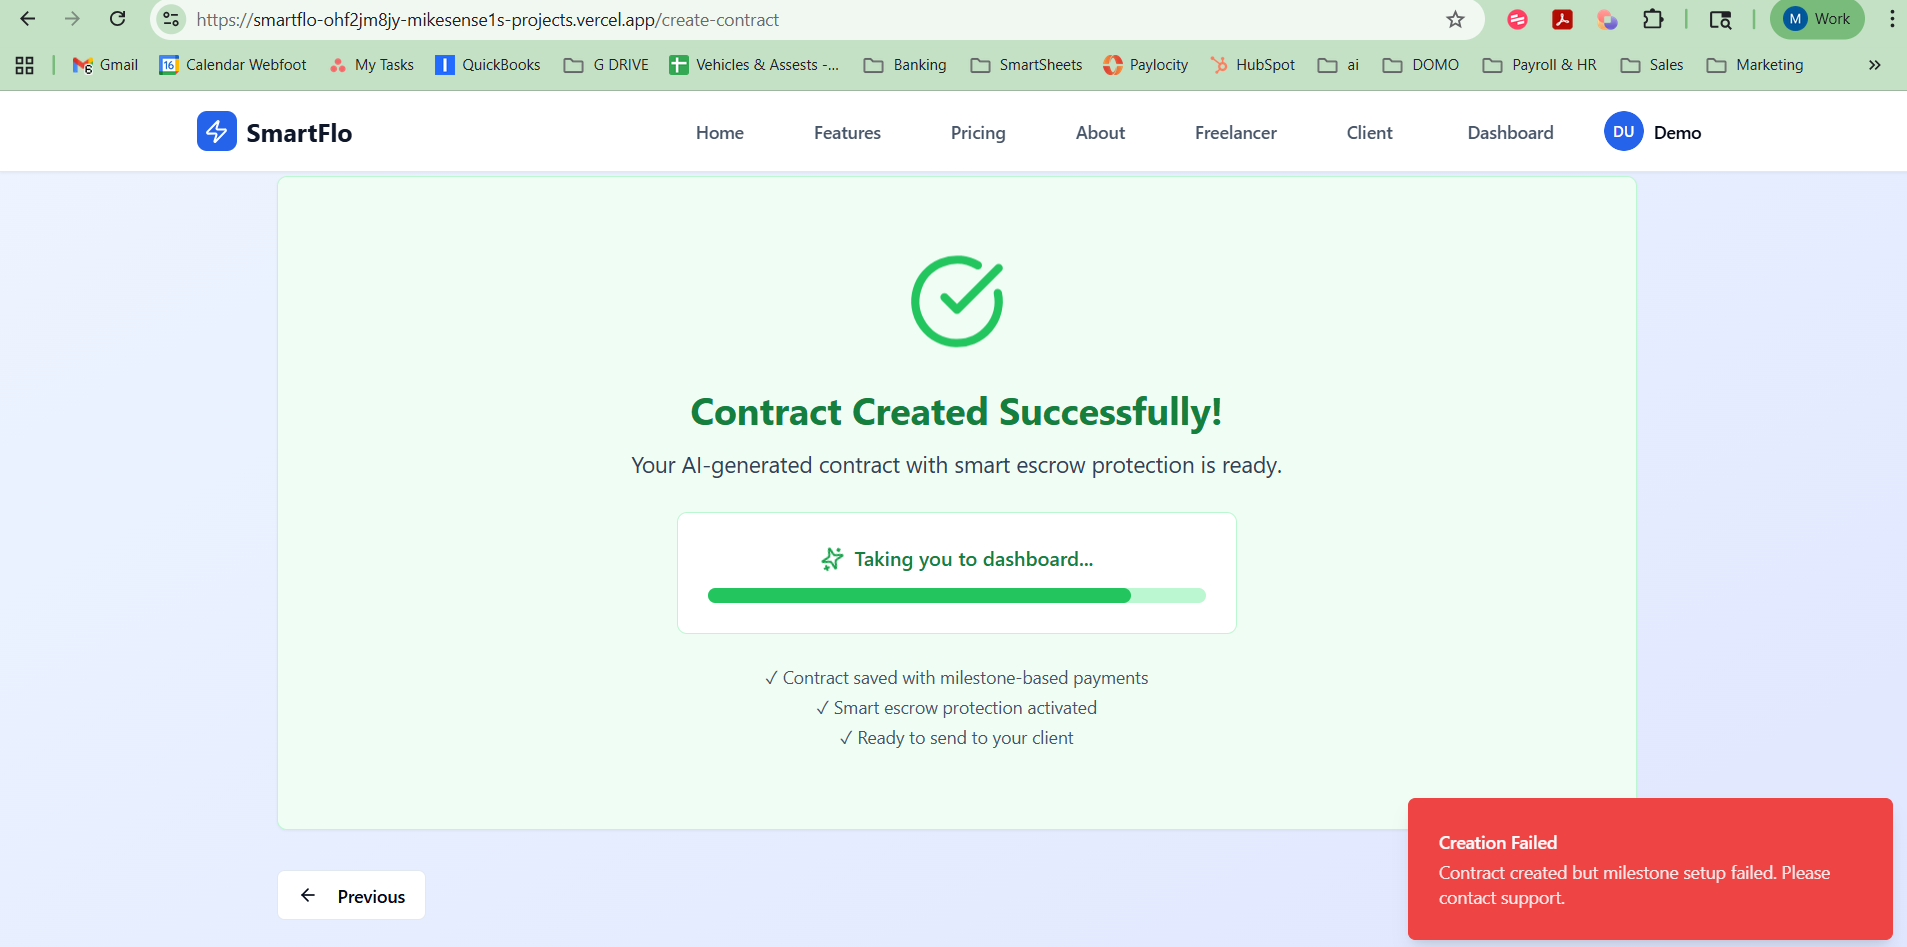 https://smartflo-ohf2jm8jy-mikesense1s-projects.vercel.app/create-contract
M Work
Gmail
16 Calendar Webfoot
My Tasks
QuickBooks
G DRIVE
Vehicles & Assests -...
Banking
SmartSheets
Paylocity
HubSpot
ai
DOMO
Payroll & HR
Sales
Marketing
»
SmartFlo
Home
Features
Pricing
About
Freelancer
Client
Dashboard
DU Demo
Contract Created Successfully!
Your AI-generated contract with smart escrow protection is ready.
Taking you to dashboard...
✓ Contract saved with milestone-based payments
✓ Smart escrow protection activated
✓ Ready to send to your client
Previous
Creation Failed
Contract created but milestone setup failed. Please
contact support.